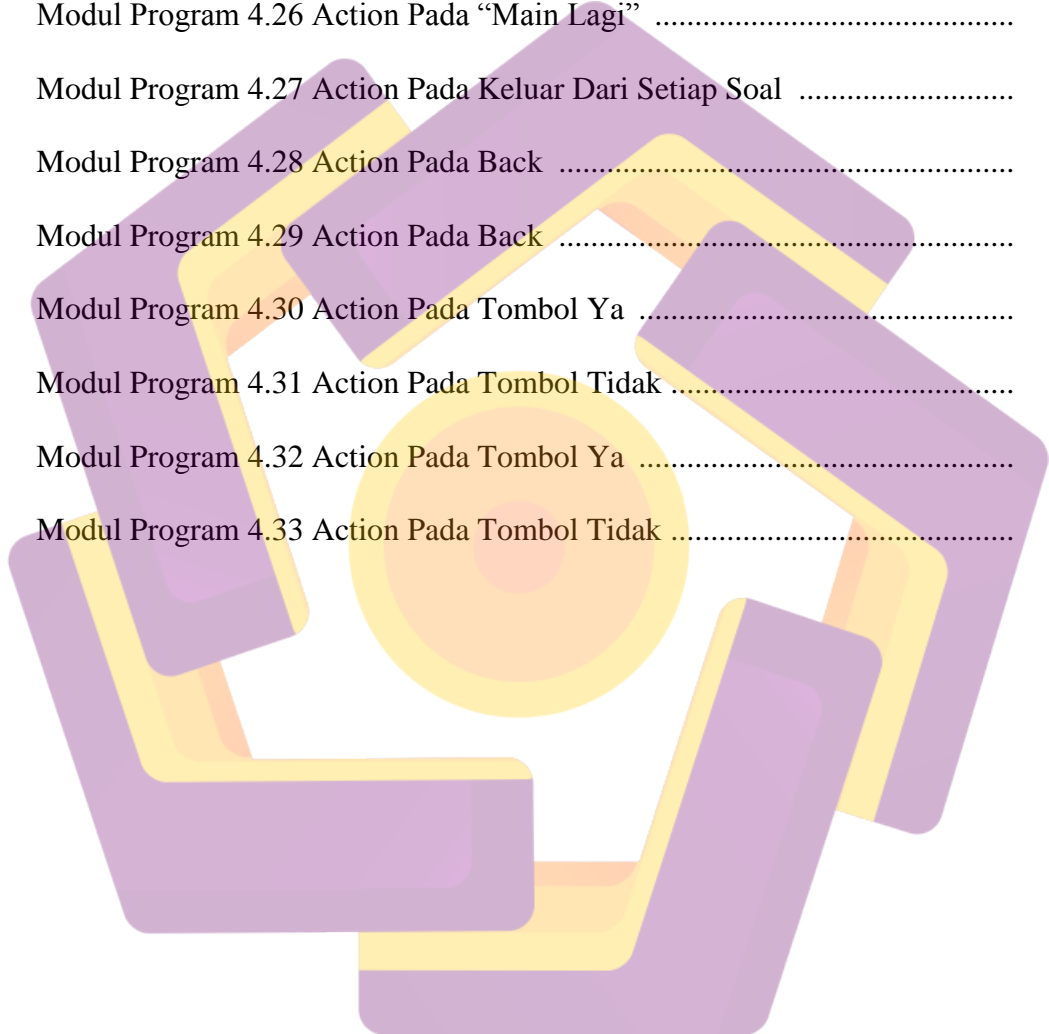 Modul Program 4.26 Action Pada “Main Lagi” ...........................................
Modul Program 4.27 Action Pada Keluar Dari Setiap Soal ..........................
Modul Program 4.28 Action Pada Back .......................................................
Modul Program 4.29 Action Pada Back .......................................................
Modul Program 4.30 Action Pada Tombol Ya .............................................
Modul Program 4.31 Action Pada Tombol Tidak .........................................
Modul Program 4.32 Action Pada Tombol Ya .............................................
Modul Program 4.33 Action Pada Tombol Tidak .........................................